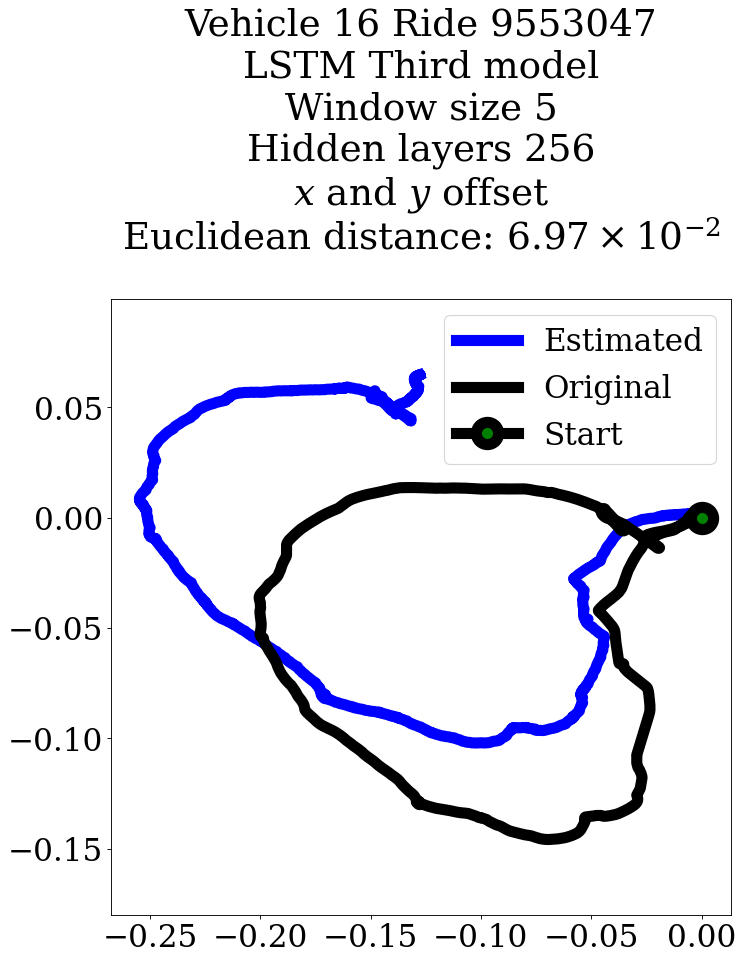 Vehicle 16 Ride 9553047
LSTM Third model
Window size 5
Hidden layers 256
x and y offset
Euclidean distance: 6.97 × 10⁻²
Estimated
Original
Start
0.05
0.00
−0.05
−0.10
−0.15
−0.25 −0.20 −0.15 −0.10 −0.05 0.00